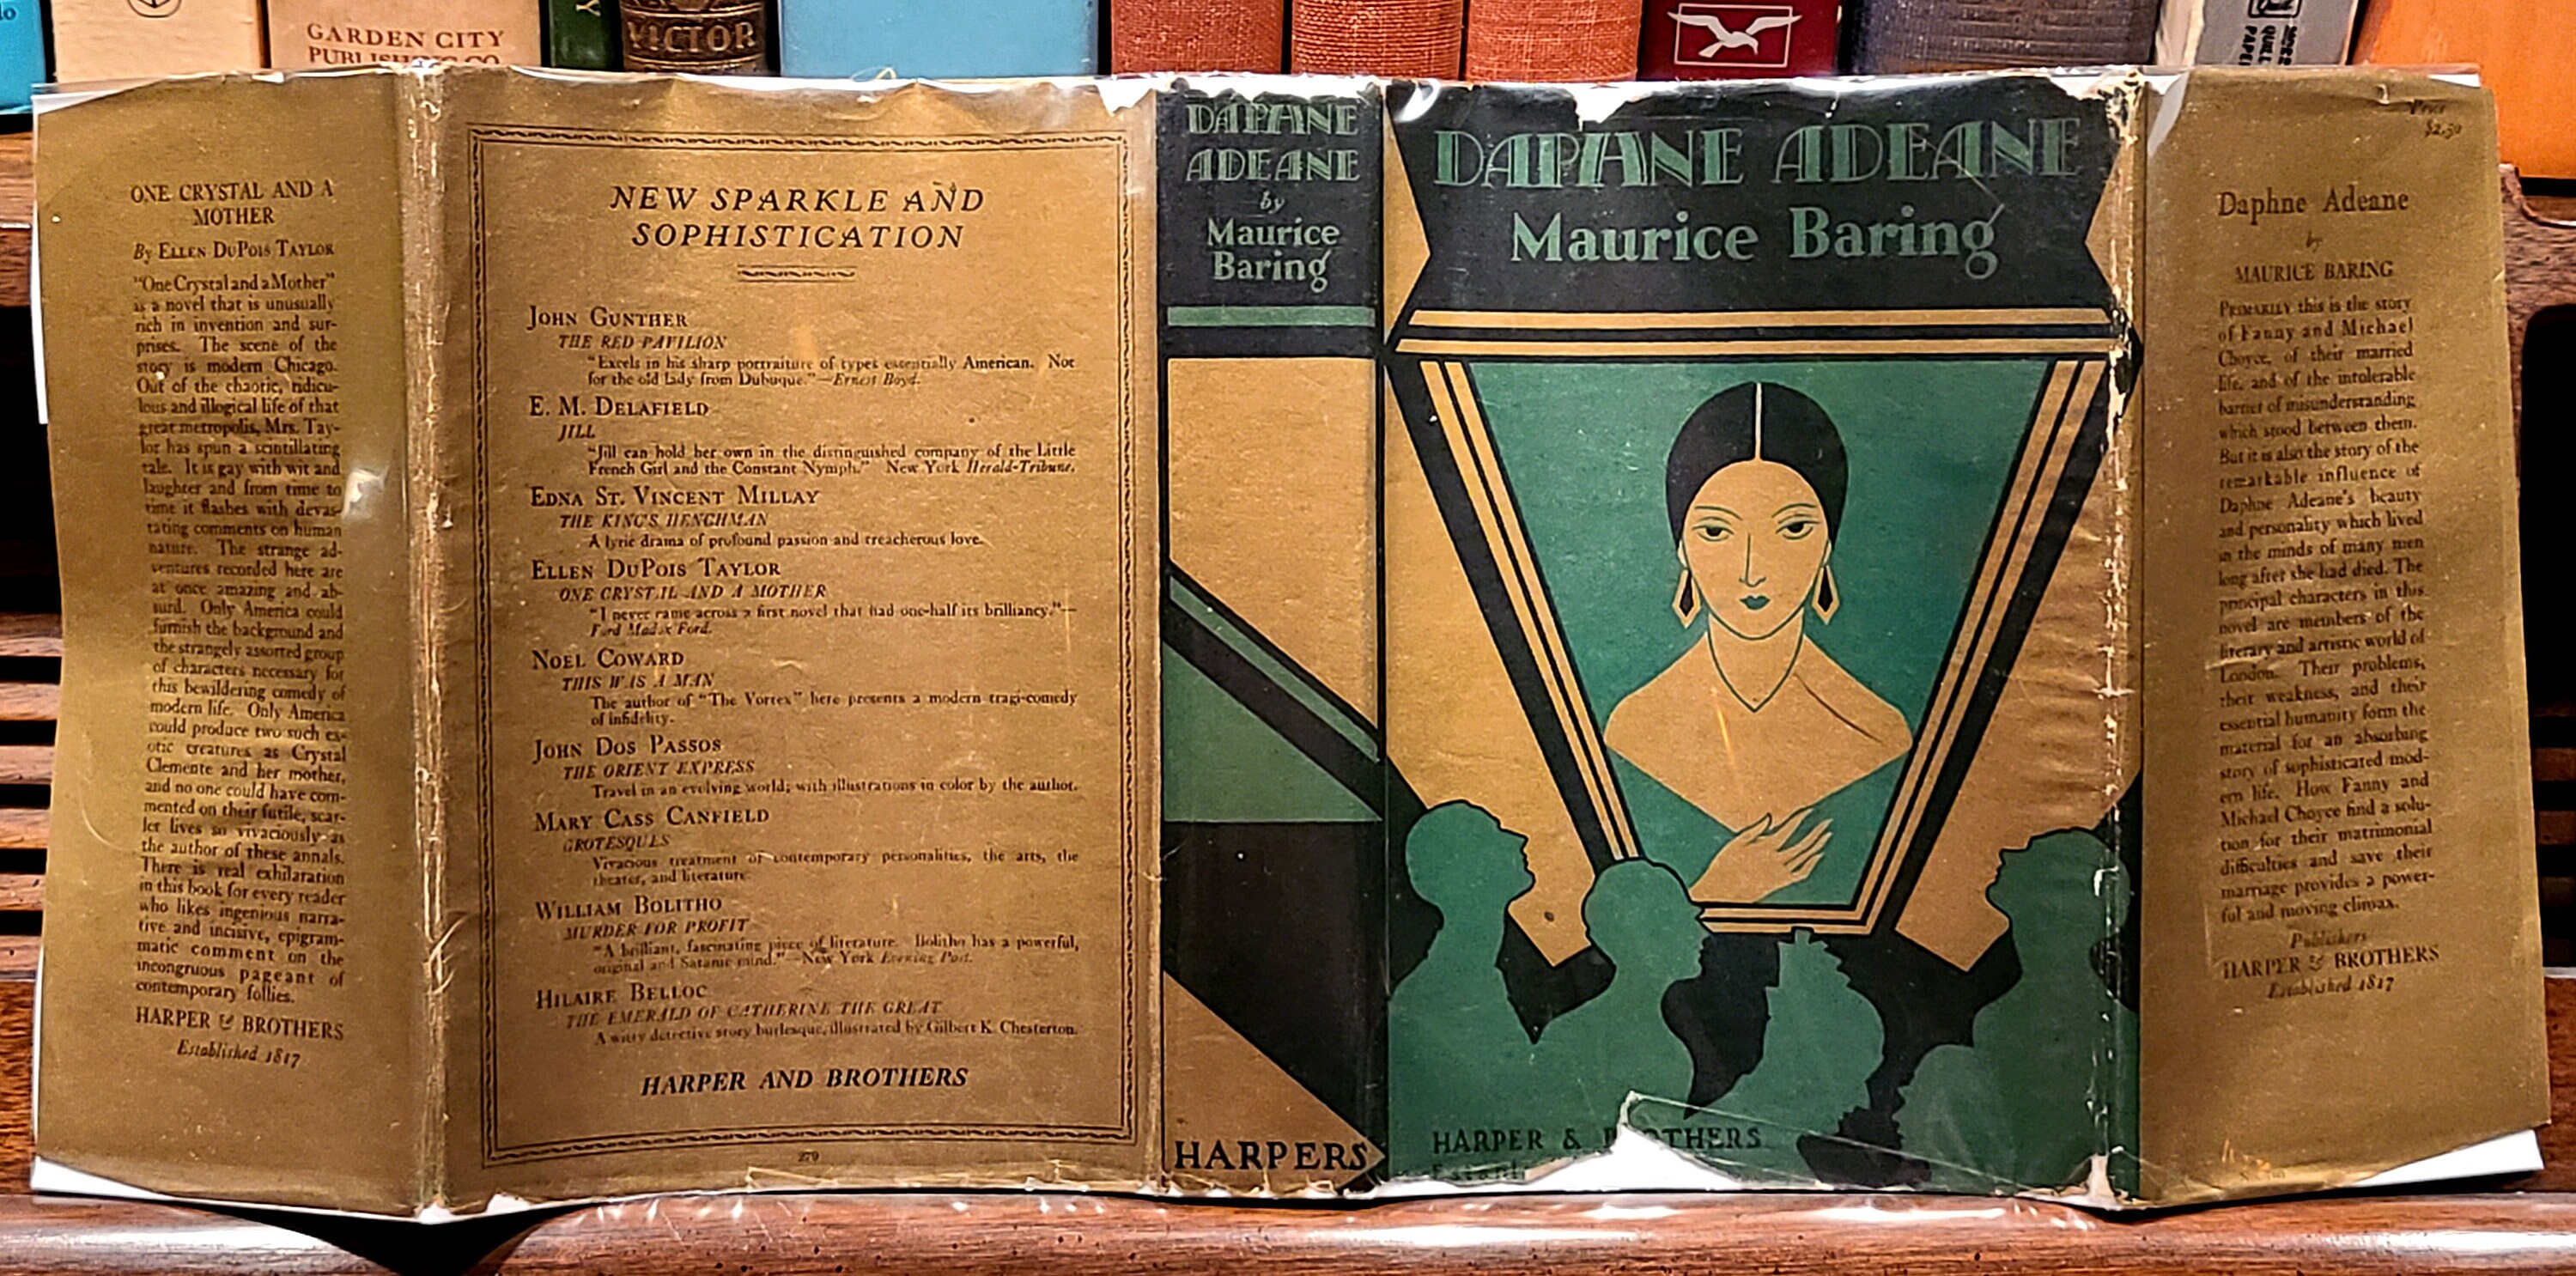 GARDEN CITY
PUBLISHING CO
VICTOR
QUILL
ONE CRYSTAL AND A
MOTHER
By ELLEN DUPOIS TAYLOR
"One Crystal and a Mother"
is a novel that is unusually
rich in invention and sur-
prises. The scene of the
story is modern Chicago.
Out of the chaotic, ridicu-
lous and illogical life of that
great metropolis, Mrs. Tay-
lor has spun a scintillating
tale. It is gay with wit and
laughter and from time to
time it flashes with devas-
tating comments on human
nature. The strange ad-
ventures recorded here are
at once amazing and ab-
surd. Only America could
furnish the background and
the strangely assorted group
of characters necessary for
this bewildering comedy of
modern life. Only America
could produce two such ex-
otic creatures as Crystal
Clemente and her mother,
and no one could have com-
mented on their futile, scar-
let lives so vivaciously as
the author of these annals.
There is real exhilaration
in this book for every reader
who likes ingenious narra-
tive and incisive, epigram-
matic comment on the
incongruous pageant of
contemporary follies.
HARPER & BROTHERS
Established 1817
NEW SPARKLE AND
SOPHISTICATION
JOHN GUNTHER
THE RED PAVILION
"Excels in his sharp portraiture of types essentially American. Not
for the old lady from Dubuque."—Ernest Boyd.
E. M. DELAFIELD
JILL
"Jill can hold her own in the distinguished company of the Little
French Girl and the Constant Nymph." New York Herald-Tribune.
EDNA ST. VINCENT MILLAY
THE KING'S HENCHMAN
A lyric drama of profound passion and treacherous love.
ELLEN DUPOIS TAYLOR
ONE CRYSTAL AND A MOTHER
"I never came across a first novel that had one-half its brilliancy."—
Ford Madox Ford.
NOEL COWARD
THIS WAS A MAN
The author of "The Vortex" here presents a modern tragi-comedy
of infidelity.
JOHN DOS PASSOS
THE ORIENT EXPRESS
Travel in an evolving world; with illustrations in color by the author.
MARY CASS CANFIELD
GROTESQUES
Vivacious treatment of contemporary personalities, the arts, the
theater, and literature
WILLIAM BOLITHO
MURDER FOR PROFIT
"A brilliant, fascinating piece of literature. Bolitho has a powerful,
original and Satanic mind."—New York Evening Post.
HILAIRE BELLOC
THE EMERALD OF CATHERINE THE GREAT
A witty detective story burlesque, illustrated by Gilbert K. Chesterton.
HARPER AND BROTHERS
279
DAPHNE
ADEANE
by
Maurice
Baring
HARPERS
DAPHNE ADEANE
Maurice Baring
HARPER & B OTHERS
Establ
Price
$2.50
Daphne Adeane
by
MAURICE BARING
PRIMARILY this is the story
of Fanny and Michael
Choyce, of their married
life, and of the intolerable
barrier of misunderstanding
which stood between them.
But it is also the story of the
remarkable influence of
Daphne Adeane's beauty
and personality which lived
in the minds of many men
long after she had died. The
principal characters in this
novel are members of the
literary and artistic world of
London. Their problems,
their weakness, and their
essential humanity form the
material for an absorbing
story of sophisticated mod-
ern life. How Fanny and
Michael Choyce find a solu-
tion for their matrimonial
difficulties and save their
marriage provides a power-
ful and moving climax.
Publishers
HARPER & BROTHERS
Established 1817